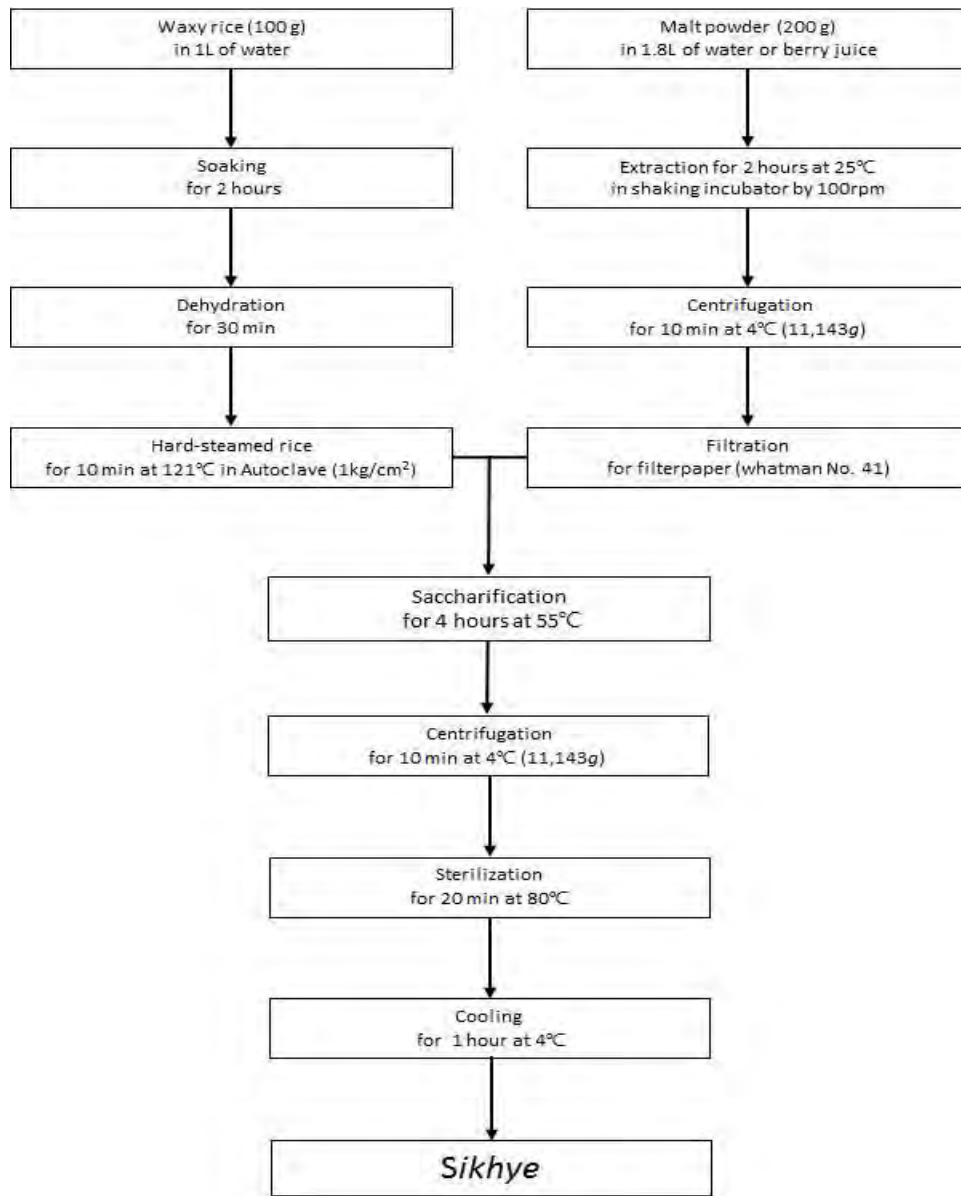 Waxy rice (100 g)
in 1L of water
Malt powder (200 g)
in 1.8L of water or berry juice
Soaking
for 2 hours
Extraction for 2 hours at 25℃
in shaking incubator by 100rpm
Dehydration
for 30 min
Centrifugation
for 10 min at 4℃ (11,143g)
Hard-steamed rice
for 10 min at 121℃ in Autoclave (1kg/cm²)
Filtration
for filterpaper (whatman No. 41)
Saccharification
for 4 hours at 55℃
Centrifugation
for 10 min at 4℃ (11,143g)
Sterilization
for 20 min at 80℃
Cooling
for 1 hour at 4℃
Sikhye